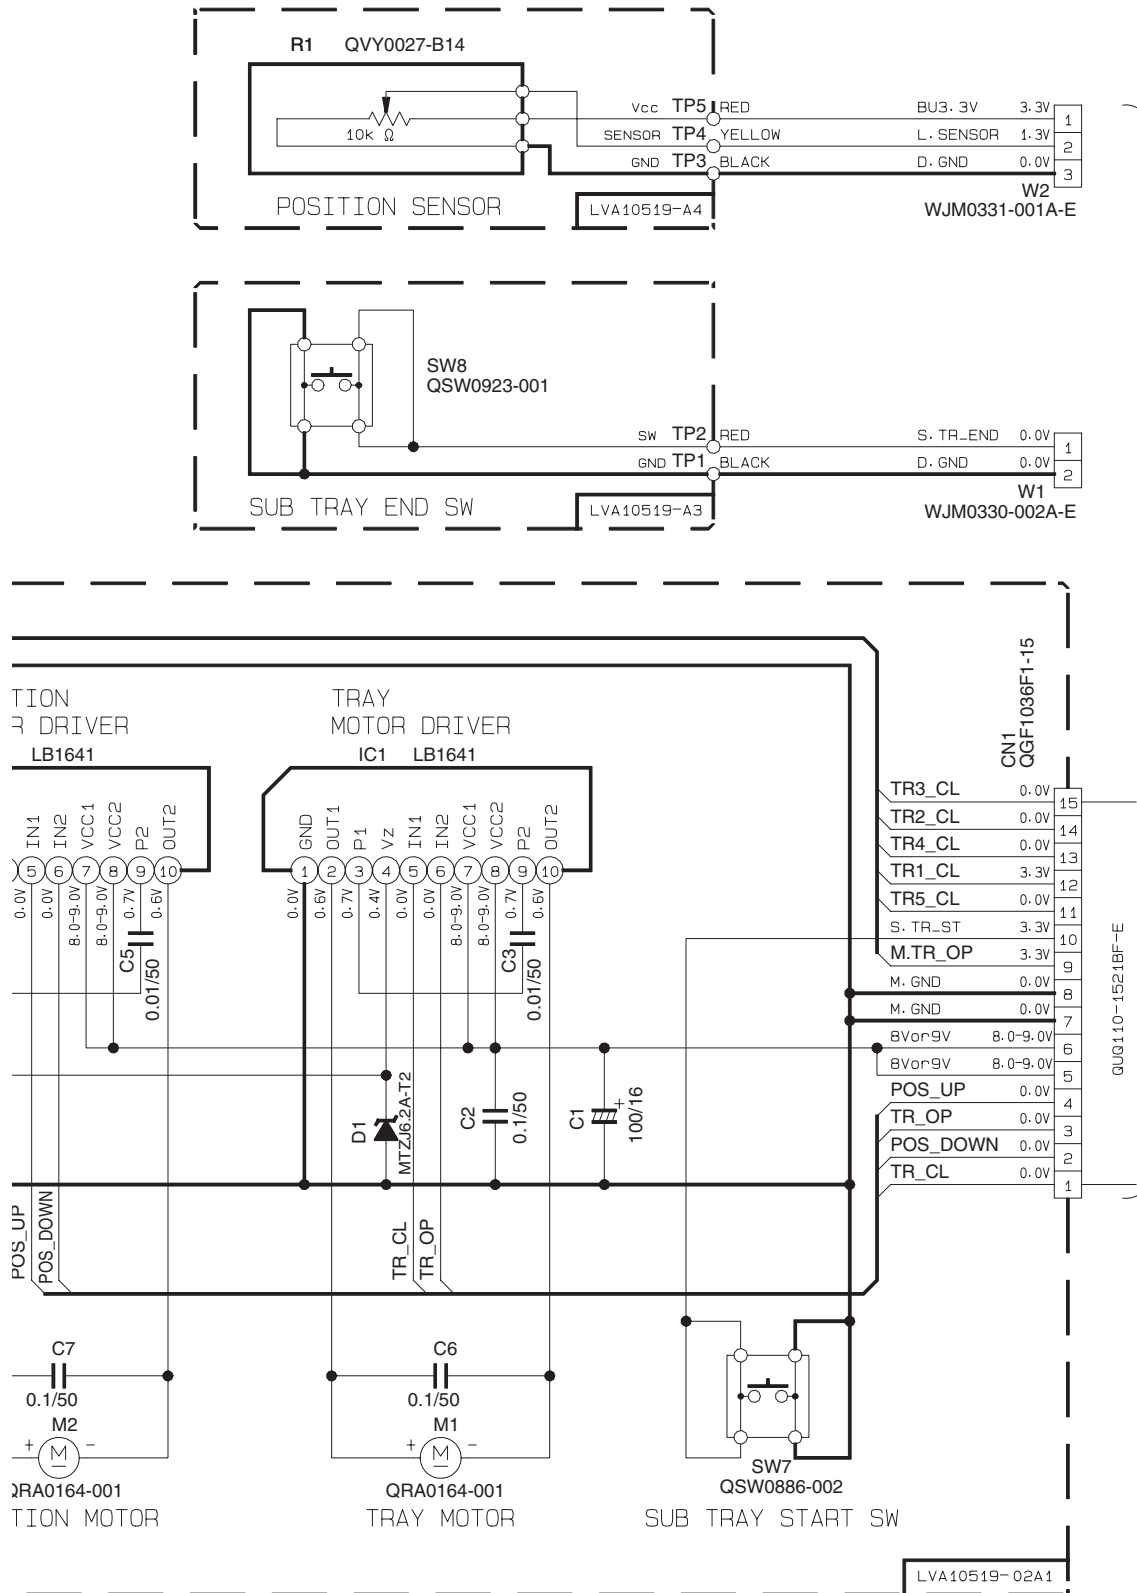 R1 QVY0027-B14
10k Ω
Vcc TP5 RED BU3.3V 3.3V 1
SENSOR TP4 YELLOW L.SENSOR 1.3V 2
GND TP3 BLACK D.GND 0.0V 3
POSITION SENSOR
LVA10519-A4
W2
WJM0331-001A-E
SW8
QSW0923-001
SW TP2 RED S.TR_END 0.0V 1
GND TP1 BLACK D.GND 0.0V 2
SUB TRAY END SW
LVA10519-A3
W1
WJM0330-002A-E
TION
R DRIVER
LB1641
IN1 IN2 VCC1 VCC2 P2 OUT2
5 6 7 8 9 10
0.0V 0.0V 8.0-9.0V 8.0-9.0V 0.7V 0.6V
C5
0.01/50
TRAY
MOTOR DRIVER
IC1 LB1641
GND OUT1 P1 Vz IN1 IN2 VCC1 VCC2 P2 OUT2
1 2 3 4 5 6 7 8 9 10
0.0V 0.6V 0.7V 0.4V 0.0V 0.0V 8.0-9.0V 8.0-9.0V 0.7V 0.6V
C3
0.01/50
CN1
QGF1036F1-15
TR3_CL 0.0V 15
TR2_CL 0.0V 14
TR4_CL 0.0V 13
TR1_CL 3.3V 12
TR5_CL 0.0V 11
S.TR_ST 3.3V 10
M.TR_OP 3.3V 9
M.GND 0.0V 8
M.GND 0.0V 7
8Vor9V 8.0-9.0V 6
8Vor9V 8.0-9.0V 5
POS_UP 0.0V 4
TR_OP 0.0V 3
POS_DOWN 0.0V 2
TR_CL 0.0V 1
QUQ110-1521BF-E
D1
MTZJ6.2A-T2
C2
0.1/50
C1
+
100/16
POS_UP
POS_DOWN
TR_CL
TR_OP
C7
0.1/50
M2
+ M -
QRA0164-001
TION MOTOR
C6
0.1/50
M1
+ M -
QRA0164-001
TRAY MOTOR
SW7
QSW0886-002
SUB TRAY START SW
LVA10519-02A1